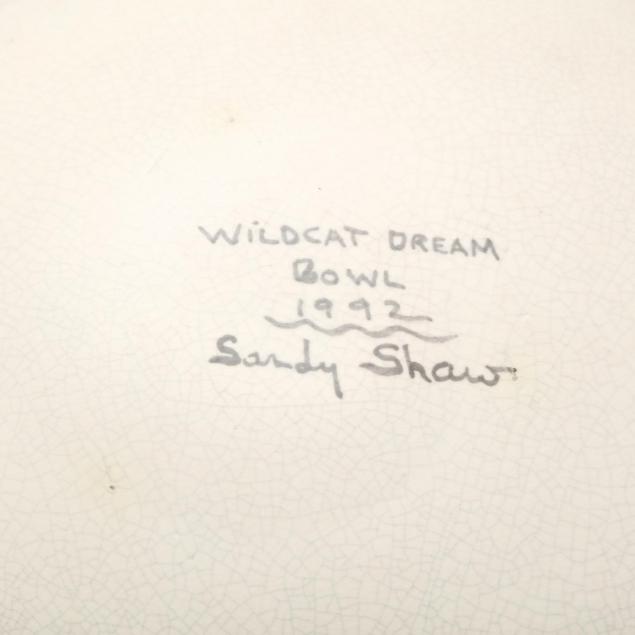 WILDCAT DREAM
BOWL
1992
Sandy Shaw